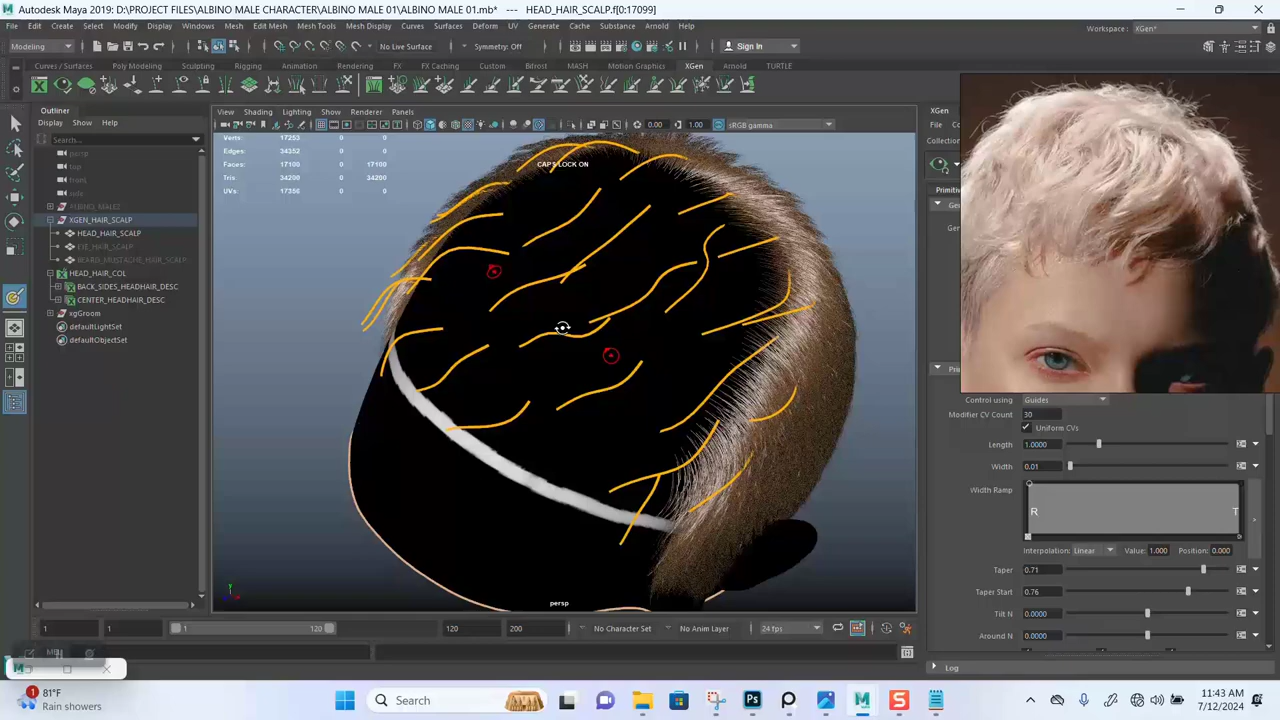 Autodesk Maya 2019: D:\PROJECT FILES\ALBINO MALE CHARACTER\ALBINO MALE 01\ALBINO MALE 01.mb* --- HEAD_HAIR_SCALP.f[0:17099]
File Edit Create Select Modify Display Windows Mesh Edit Mesh Mesh Tools Mesh Display Curves Surfaces Deform UV Generate Cache Substance Arnold Help
Workspace : XGen*
Modeling
No Live Surface
Symmetry: Off
Sign In
Curves / Surfaces Poly Modeling Sculpting Rigging Animation Rendering FX FX Caching Custom Bifrost MASH Motion Graphics XGen Arnold TURTLE
Outliner
Display Show Help
Search...
persp
top
front
side
ALBINO_MALE2
XGEN_HAIR_SCALP
HEAD_HAIR_SCALP
EYE_HAIR_SCALP
BEARD_MUSTACHE_HAIR_SCALP
HEAD_HAIR_COL
BACK_SIDES_HEADHAIR_DESC
CENTER_HEADHAIR_DESC
xgGroom
defaultLightSet
defaultObjectSet
View Shading Lighting Show Renderer Panels
0.00
1.00
sRGB gamma
Verts: 17253 0 0
Edges: 34352 0 0
Faces: 17100 17100 0
Tris: 34200 34200 0
UVs: 17356 0 0
CAPS LOCK ON
persp
XGen
File
Collection
Control using Guides
Modifier CV Count 30
Uniform CVs
Length 1.0000
Width 0.01
Width Ramp
R T
Interpolation: Linear Value: 1.000 Position: 0.000
Taper 0.71
Taper Start 0.76
Tilt N 0.0000
Around N 0.0000
Log
1 1 1 120 120 200
No Character Set
No Anim Layer
24 fps
81°F
Rain showers
Search
11:43 AM
7/12/2024